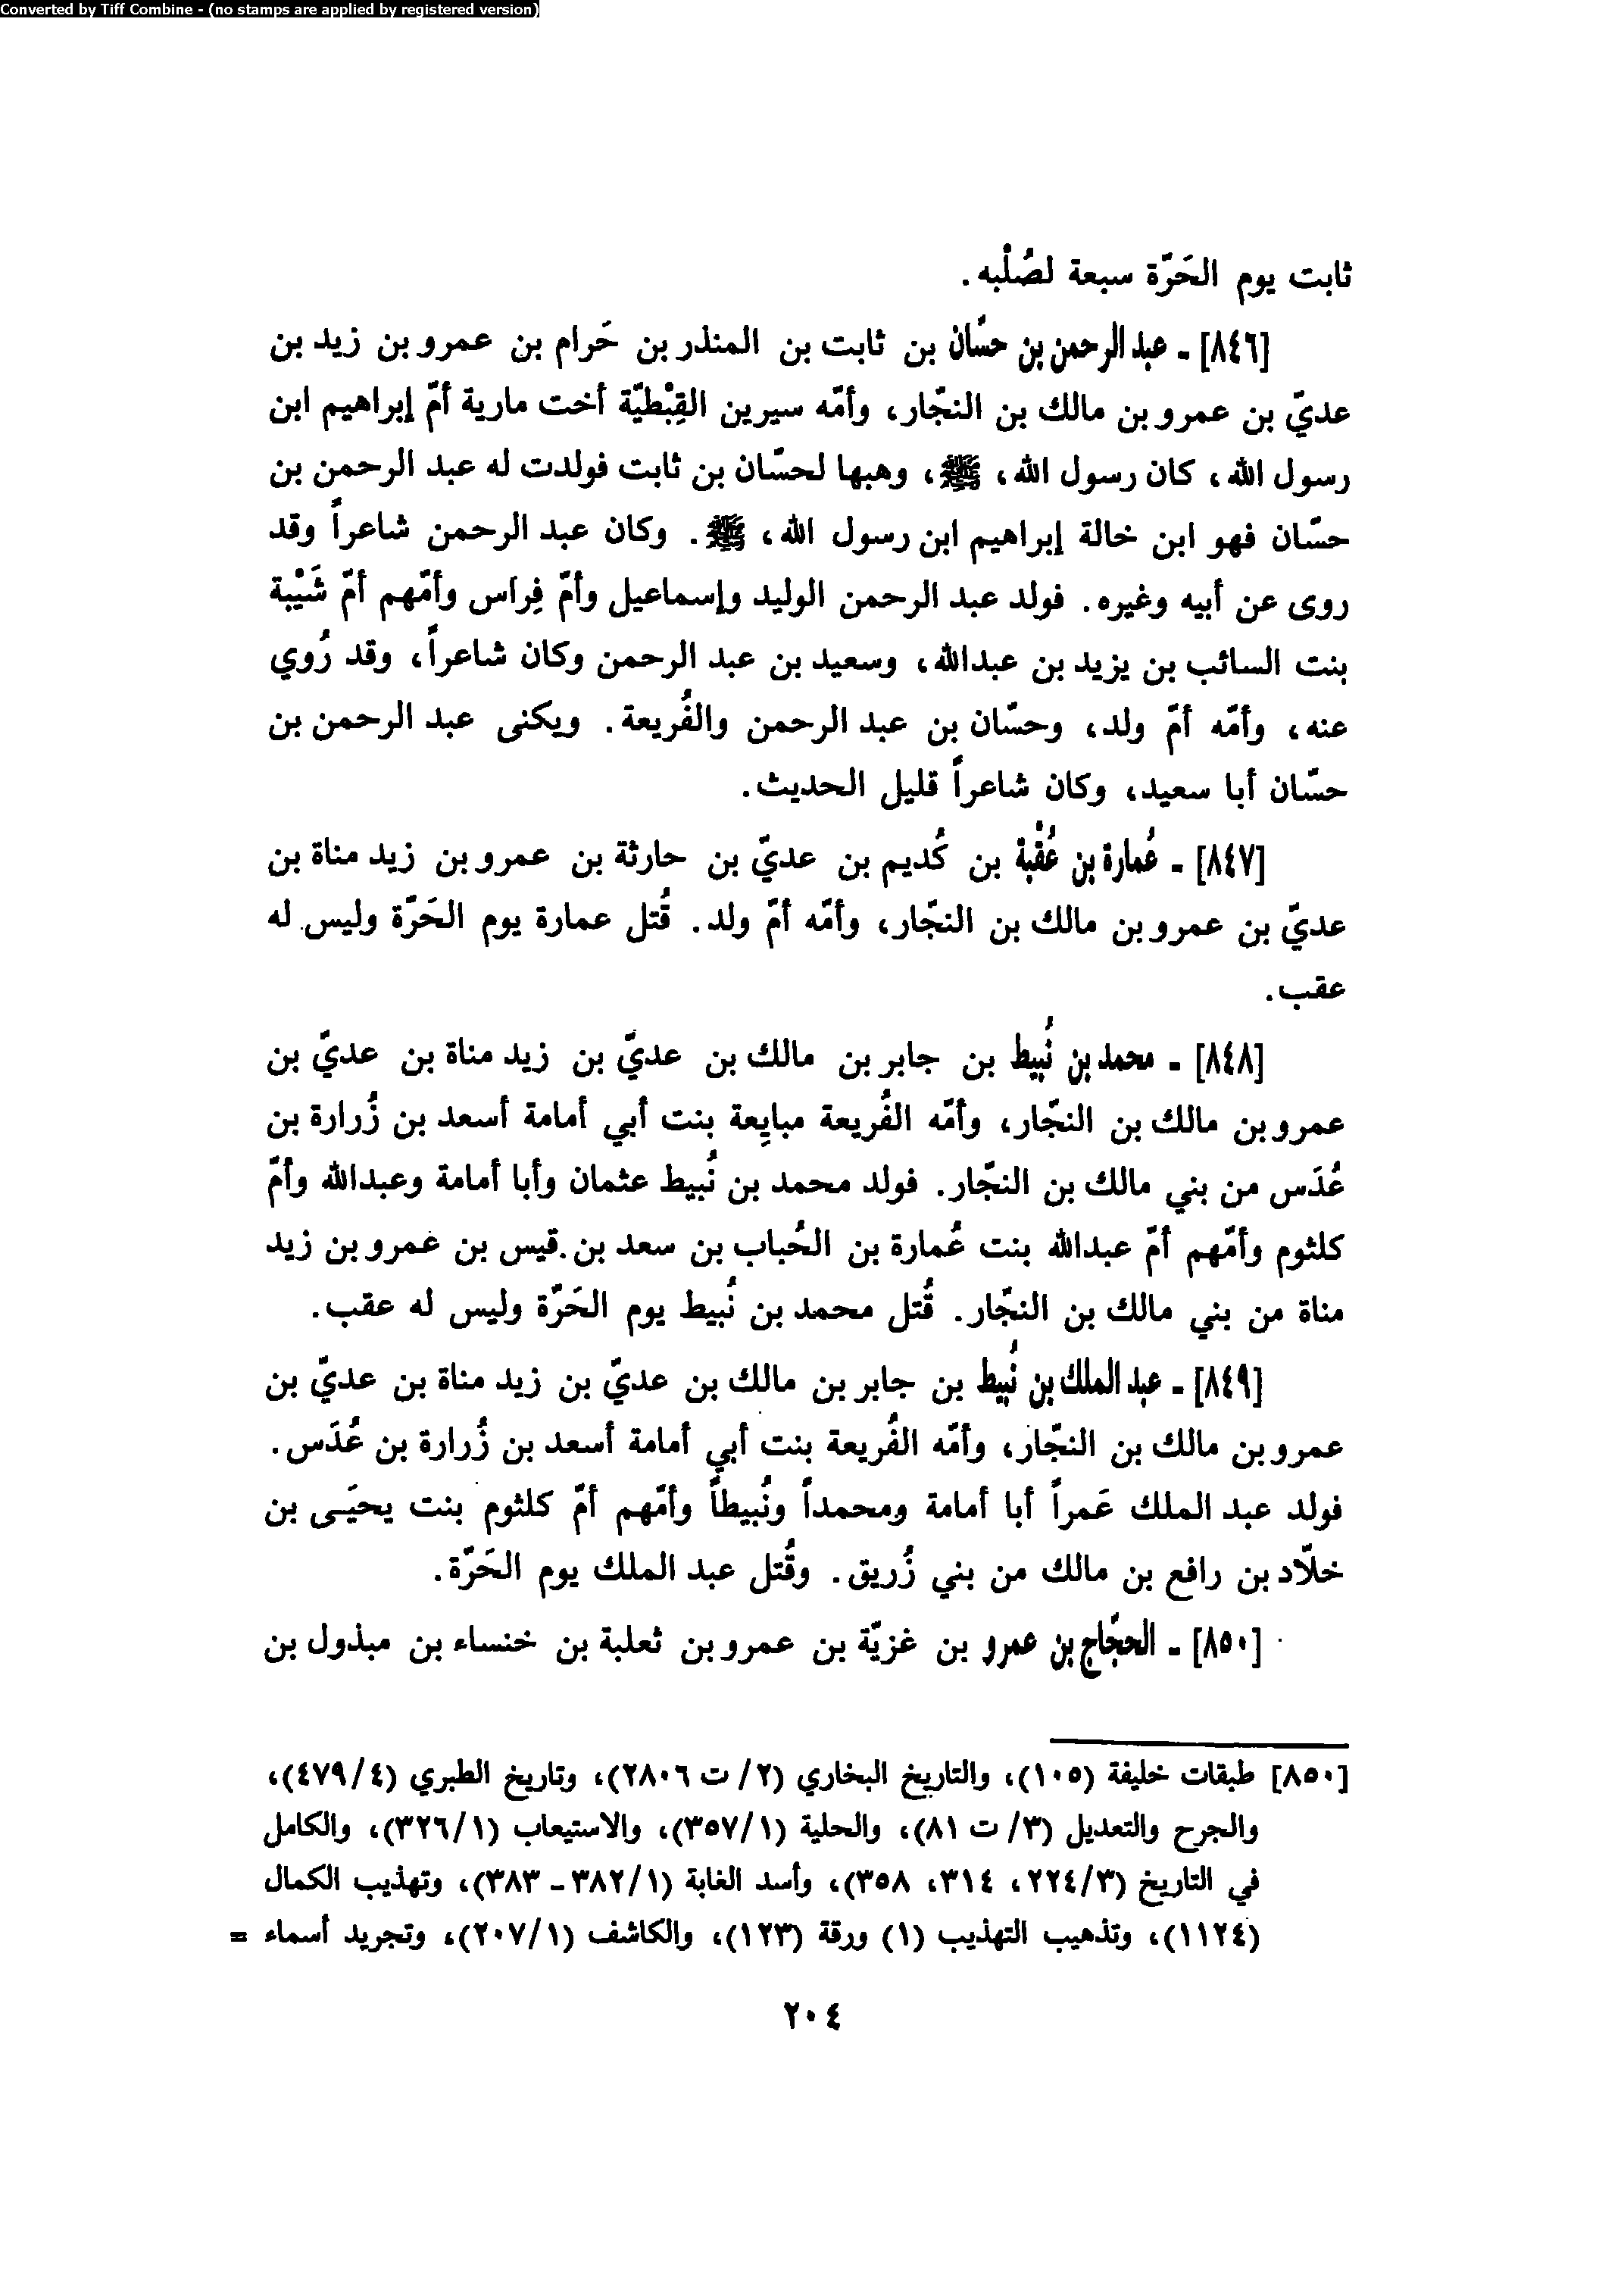 Converted by Tiff Combine - (no stamps are applied by registered version)
ثابت يوم الحَرّة سبعة لصُلْبه.
[٨٤٦] ـ عبد الرحمن بن حسّان بن ثابت بن المنذر بن حَرام بن عمرو بن زيد بن
عديّ بن عمرو بن مالك بن النجّار، وأمّه سيرين القِبْطيّة أخت مارية أمّ إبراهيم ابن
رسول الله، كان رسول الله، ﷺ، وهبها لحسّان بن ثابت فولدت له عبد الرحمن بن
حسّان فهو ابن خالة إبراهيم ابن رسول الله، ﷺ. وكان عبد الرحمن شاعراً وقد
روى عن أبيه وغيره. فولد عبد الرحمن الوليد وإسماعيل وأمّ فِراس وأمّهم أمّ شَيْبة
بنت السائب بن يزيد بن عبدالله، وسعيد بن عبد الرحمن وكان شاعراً، وقد رُوي
عنه، وأمّه أمّ ولد، وحسّان بن عبد الرحمن والفُريعة. ويكنى عبد الرحمن بن
حسّان أبا سعيد، وكان شاعراً قليل الحديث.
[٨٤٧] ـ عُمارة بن عُقْبة بن كُديم بن عديّ بن حارثة بن عمرو بن زيد مناة بن
عديّ بن عمرو بن مالك بن النجّار، وأمّه أمّ ولد. قُتل عمارة يوم الحَرّة وليس له
عقب.
[٨٤٨] ـ محمد بن نُبيط بن جابر بن مالك بن عديّ بن زيد مناة بن عديّ بن
عمرو بن مالك بن النجّار، وأمّه الفُريعة مبايِعة بنت أبي أمامة أسعد بن زُرارة بن
عُدَس من بني مالك بن النجّار. فولد محمد بن نُبيط عثمان وأبا أمامة وعبدالله وأمّ
كلثوم وأمّهم أمّ عبدالله بنت عُمارة بن الحُباب بن سعد بن قيس بن عمرو بن زيد
مناة من بني مالك بن النجّار. قُتل محمد بن نُبيط يوم الحَرّة وليس له عقب.
[٨٤٩] ـ عبد الملك بن نُبيط بن جابر بن مالك بن عديّ بن زيد مناة بن عديّ بن
عمرو بن مالك بن النجّار، وأمّه الفُريعة بنت أبي أمامة أسعد بن زُرارة بن عُدَس.
فولد عبد الملك عَمراً أبا أمامة ومحمداً ونُبيطاً وأمّهم أمّ كلثوم بنت يحيَى بن
خلّاد بن رافع بن مالك من بني زُريق. وقُتل عبد الملك يوم الحَرّة.
[٨٥٠] ـ الحجّاج بن عمرو بن غزيّة بن عمرو بن ثعلبة بن خنساء بن مبذول بن
[٨٥٠] طبقات خليفة (١٠٥)، والتاريخ البخاري (٢/ ت ٢٨٠٦)، وتاريخ الطبري (٤/٤٧٩)،
والجرح والتعديل (٣/ ت ٨١)، والحلية (١/٣٥٧)، والاستيعاب (١/٣٢٦)، والكامل
في التاريخ (٣/٢٢٤، ٣١٤، ٣٥٨)، وأسد الغابة (١/٣٨٢ ـ ٣٨٣)، وتهذيب الكمال
(١١٢٤)، وتذهيب التهذيب (١) ورقة (١٢٣)، والكاشف (١/٢٠٧)، وتجريد أسماء =
٢٠٤